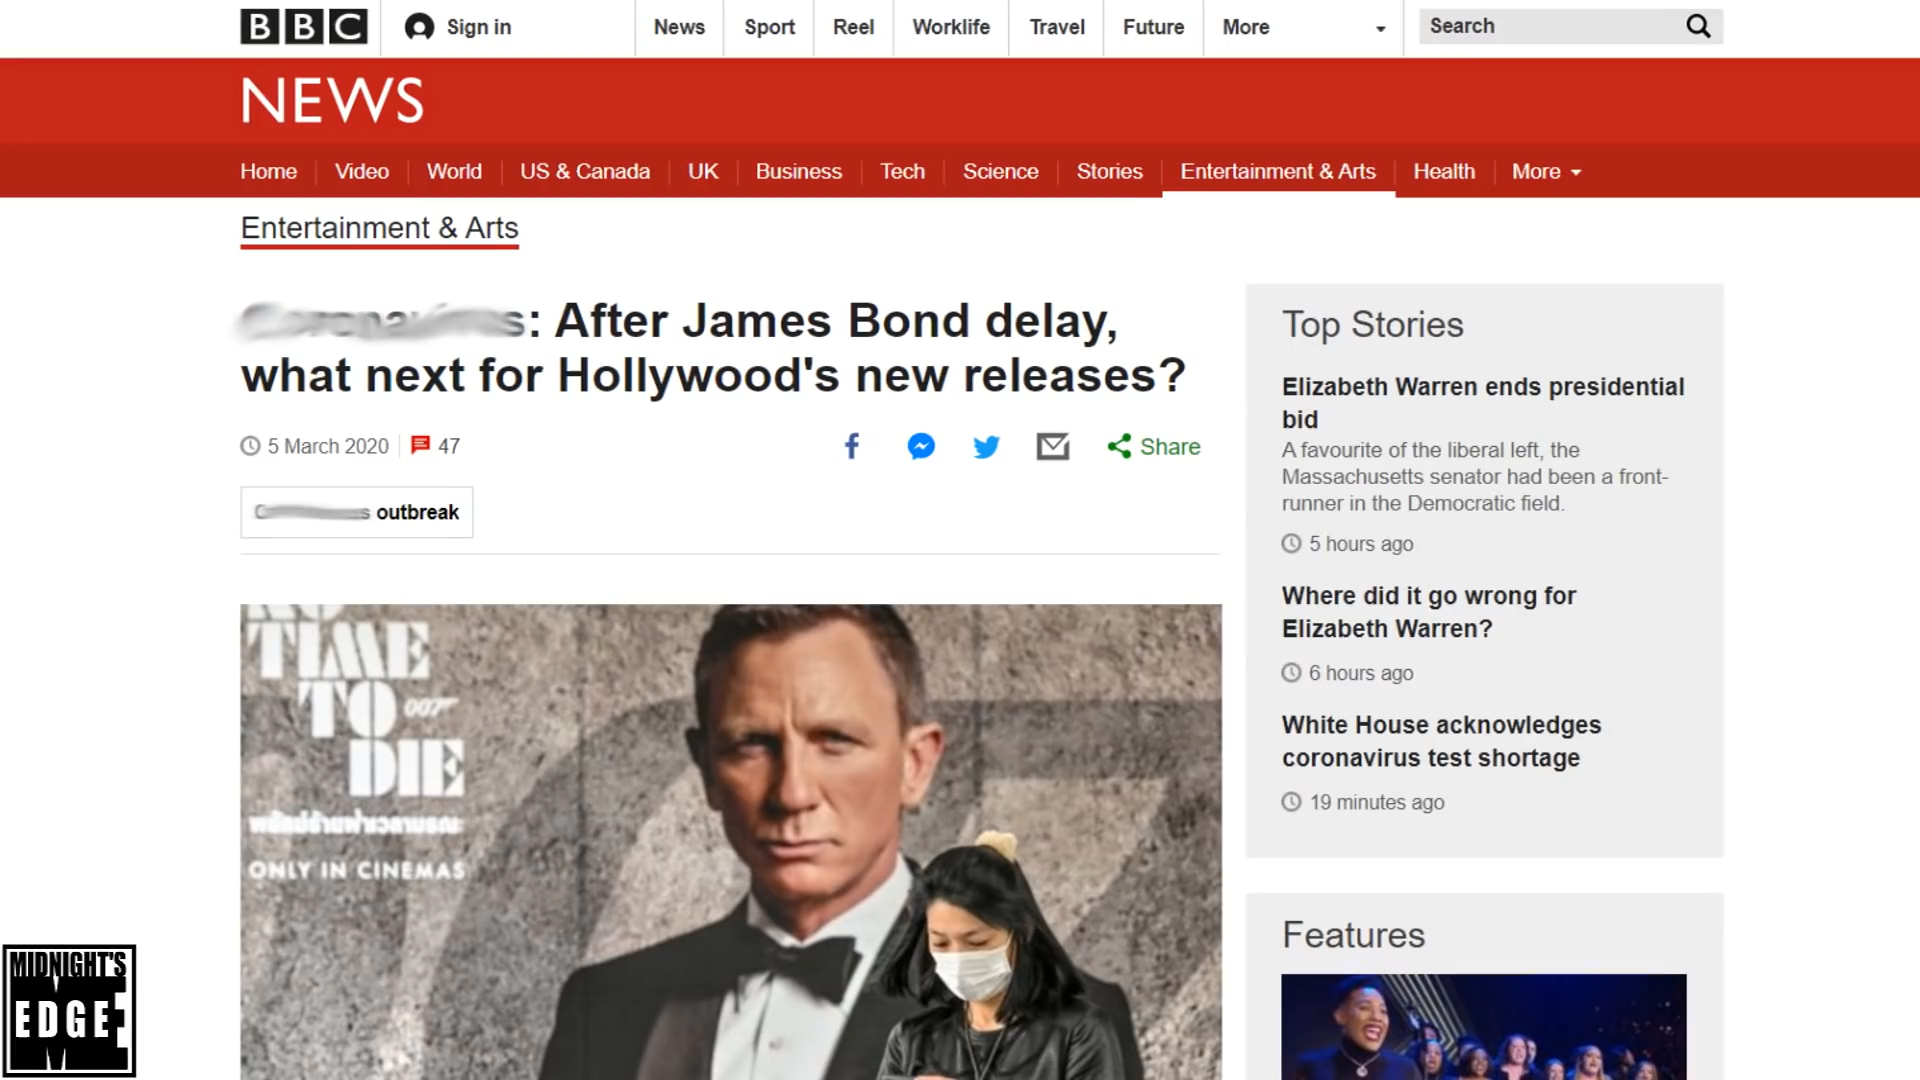 BBC
Sign in
News
Sport
Reel
Worklife
Travel
Future
More
Search
NEWS
Home
Video
World
US & Canada
UK
Business
Tech
Science
Stories
Entertainment & Arts
Health
More
Entertainment & Arts
: After James Bond delay,
what next for Hollywood's new releases?
5 March 2020
47
Share
outbreak
TIME
TO 007
DIE
ONLY IN CINEMAS
Top Stories
Elizabeth Warren ends presidential
bid
A favourite of the liberal left, the
Massachusetts senator had been a front-
runner in the Democratic field.
5 hours ago
Where did it go wrong for
Elizabeth Warren?
6 hours ago
White House acknowledges
coronavirus test shortage
19 minutes ago
Features
MIDNIGHT'S
EDGE